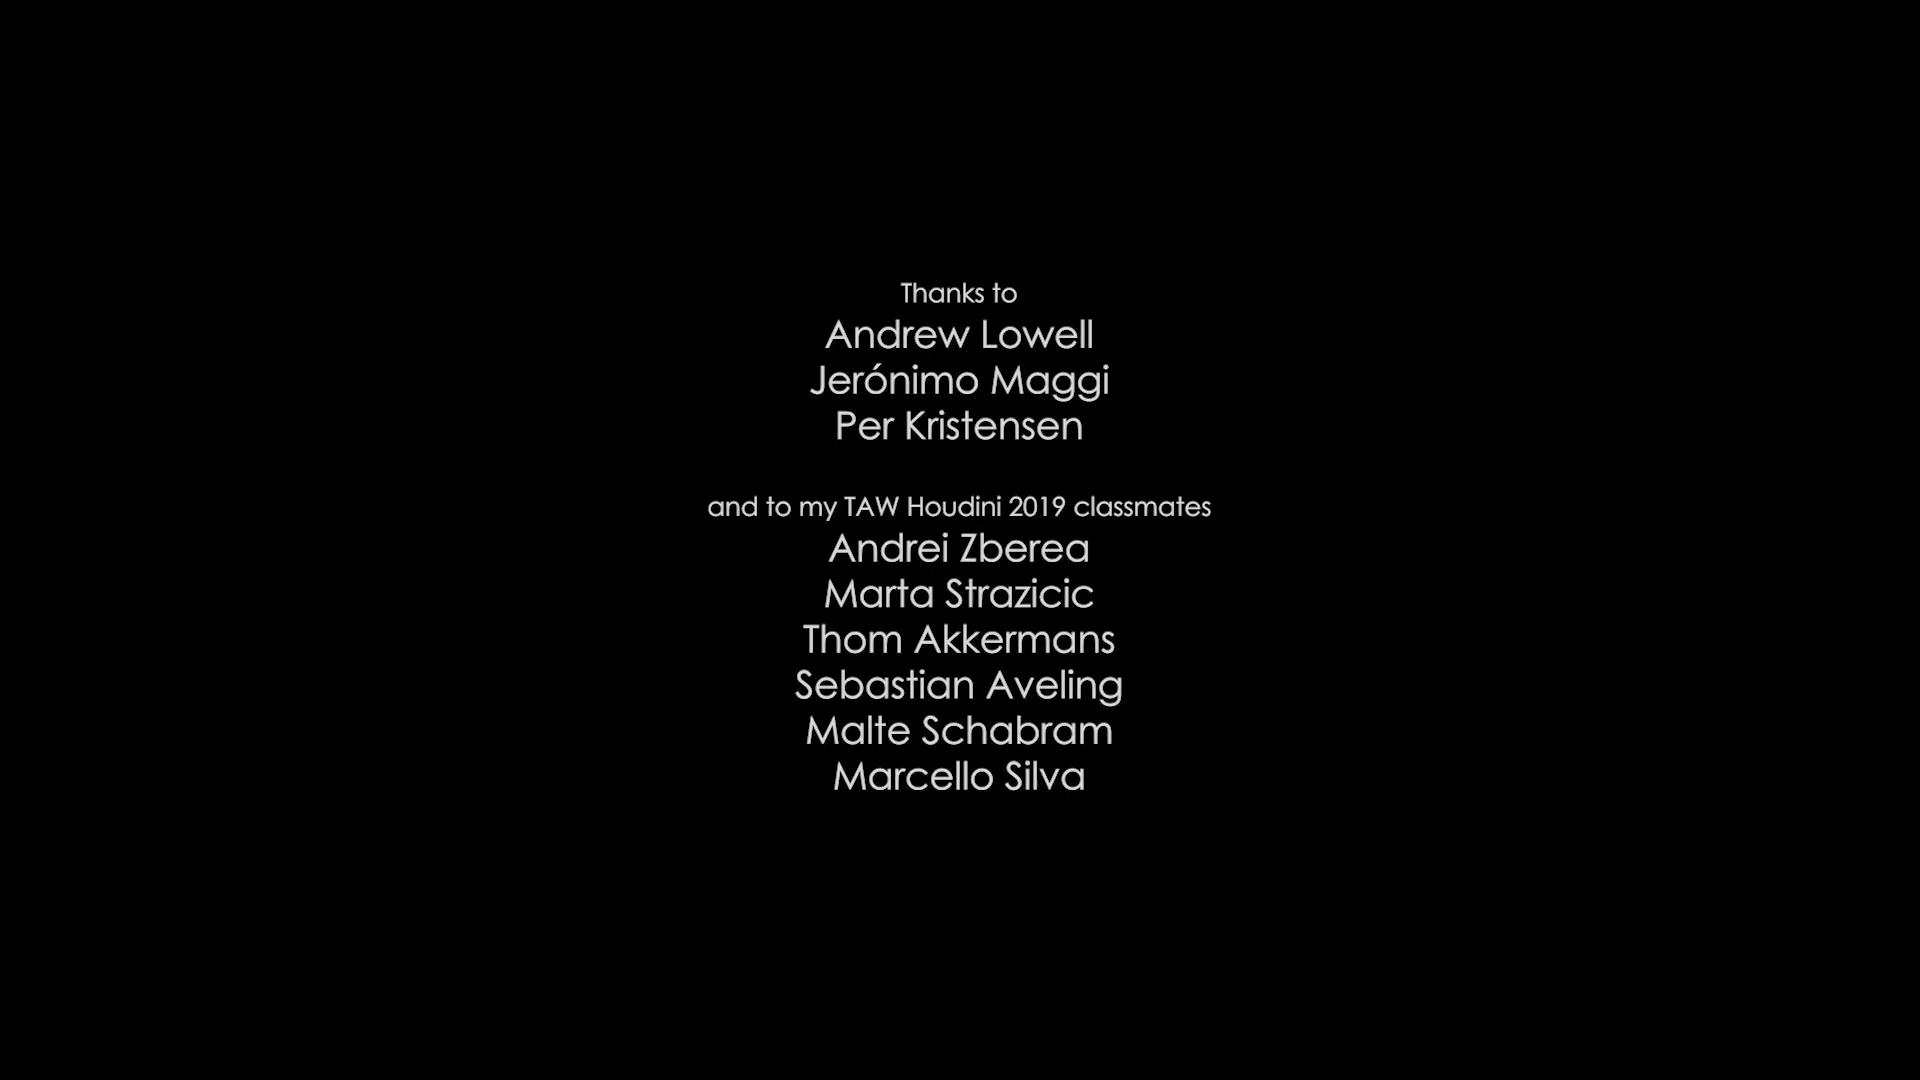 Thanks to
Andrew Lowell
Jerónimo Maggi
Per Kristensen
and to my TAW Houdini 2019 classmates
Andrei Zberea
Marta Strazicic
Thom Akkermans
Sebastian Aveling
Malte Schabram
Marcello Silva